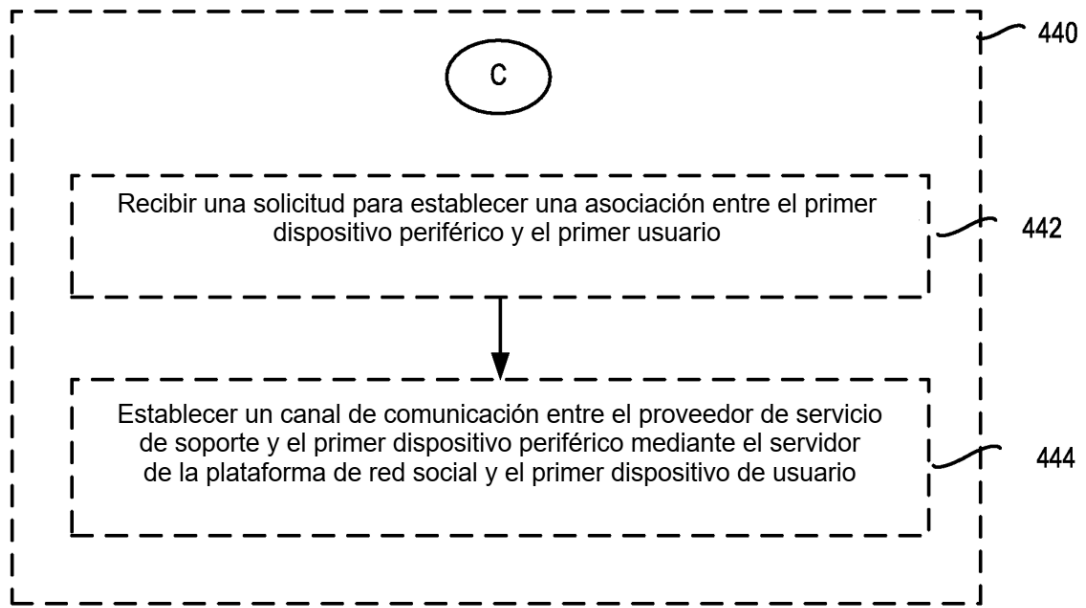 440
C
Recibir una solicitud para establecer una asociación entre el primer
dispositivo periférico y el primer usuario
442
Establecer un canal de comunicación entre el proveedor de servicio
de soporte y el primer dispositivo periférico mediante el servidor
de la plataforma de red social y el primer dispositivo de usuario
444